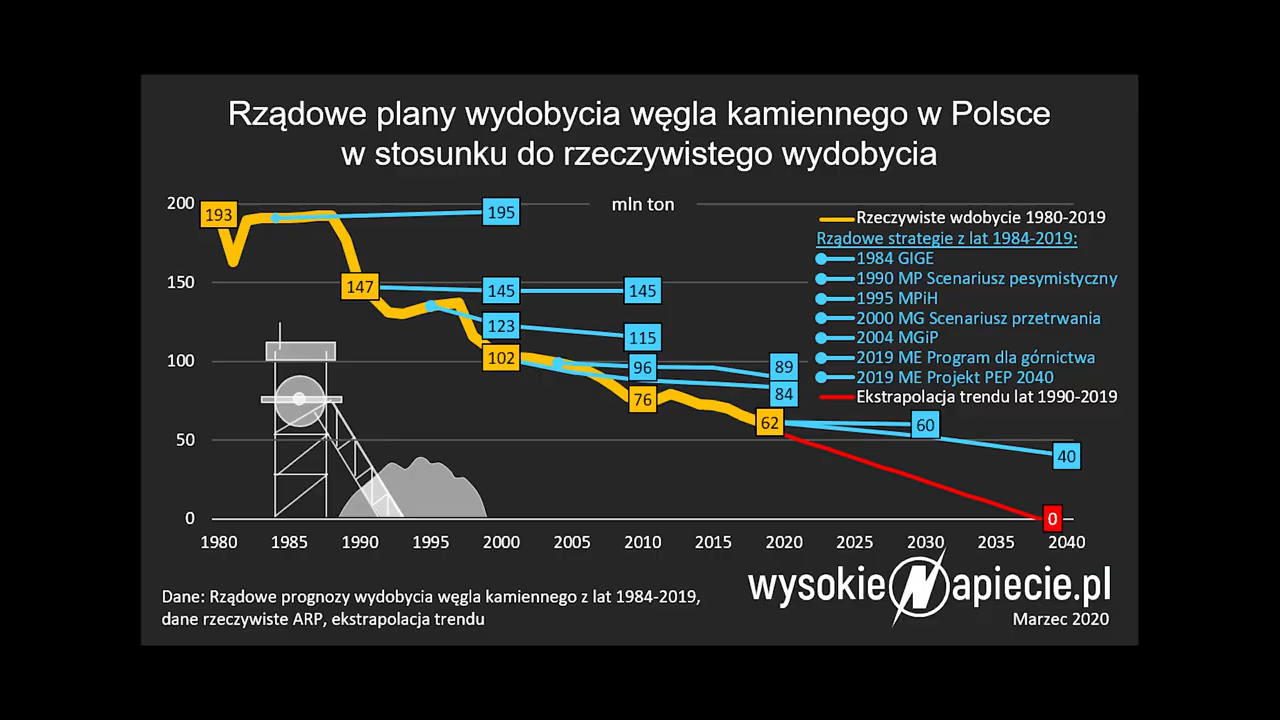 Rządowe plany wydobycia węgla kamiennego w Polsce
w stosunku do rzeczywistego wydobycia
mln ton
200
150
100
50
0
193
195
147
145
145
123
115
102
96
89
84
76
62
60
40
0
Rzeczywiste wdobycie 1980-2019
Rządowe strategie z lat 1984-2019:
1984 GIGE
1990 MP Scenariusz pesymistyczny
1995 MPiH
2000 MG Scenariusz przetrwania
2004 MGiP
2019 ME Program dla górnictwa
2019 ME Projekt PEP 2040
Ekstrapolacja trendu lat 1990-2019
1980 1985 1990 1995 2000 2005 2010 2015 2020 2025 2030 2035 2040
Dane: Rządowe prognozy wydobycia węgla kamiennego z lat 1984-2019,
dane rzeczywiste ARP, ekstrapolacja trendu
wysokieNapiecie.pl
Marzec 2020